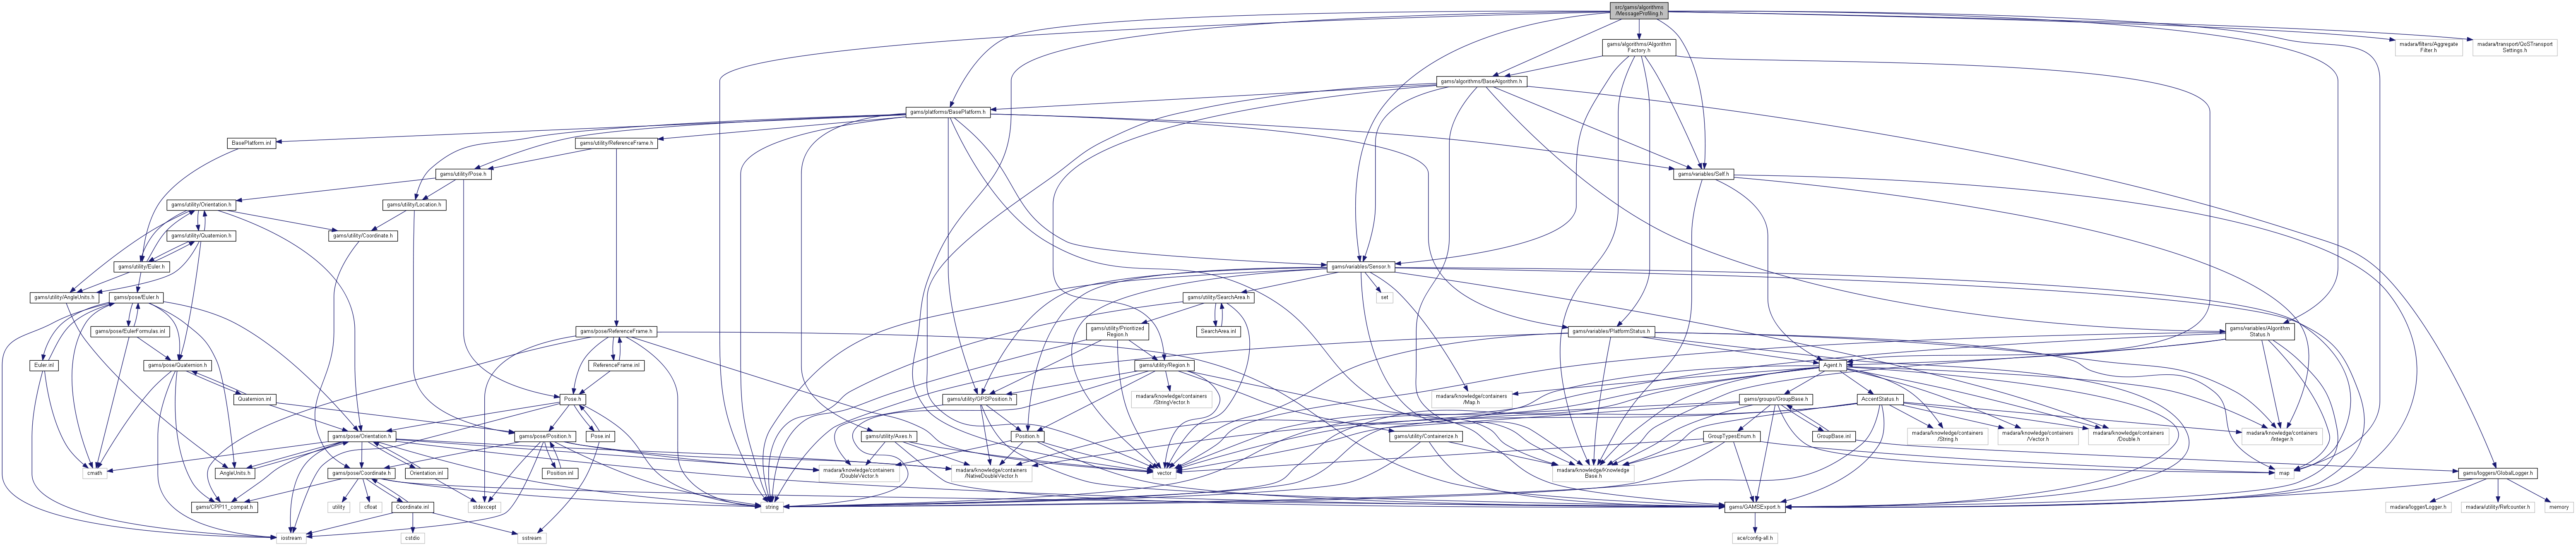 src/gams/algorithms
/MessageProfiling.h
gams/algorithms/Algorithm
Factory.h
madara/filters/Aggregate
Filter.h
madara/transport/QoSTransport
Settings.h
gams/algorithms/BaseAlgorithm.h
gams/platforms/BasePlatform.h
BasePlatform.inl
gams/utility/ReferenceFrame.h
gams/utility/Pose.h
gams/variables/Self.h
gams/utility/Orientation.h
gams/utility/Location.h
gams/utility/Quaternion.h
gams/utility/Coordinate.h
gams/utility/Euler.h
gams/variables/Sensor.h
gams/utility/AngleUnits.h
gams/pose/Euler.h
gams/utility/SearchArea.h
set
gams/pose/EulerFormulas.inl
gams/pose/ReferenceFrame.h
gams/utility/Prioritized
Region.h
SearchArea.inl
gams/variables/PlatformStatus.h
gams/variables/Algorithm
Status.h
Euler.inl
gams/pose/Quaternion.h
ReferenceFrame.inl
gams/utility/Region.h
Agent.h
Quaternion.inl
Pose.h
gams/utility/GPSPosition.h
madara/knowledge/containers
/StringVector.h
madara/knowledge/containers
/Map.h
gams/groups/GroupBase.h
AccentStatus.h
gams/pose/Orientation.h
gams/pose/Position.h
Pose.inl
gams/utility/Axes.h
Position.h
gams/utility/Containerize.h
GroupTypesEnum.h
GroupBase.inl
madara/knowledge/containers
/String.h
madara/knowledge/containers
/Vector.h
madara/knowledge/containers
/Double.h
madara/knowledge/containers
/Integer.h
cmath
AngleUnits.h
gams/pose/Coordinate.h
Orientation.inl
Position.inl
madara/knowledge/containers
/DoubleVector.h
madara/knowledge/containers
/NativeDoubleVector.h
vector
madara/knowledge/Knowledge
Base.h
map
gams/loggers/GlobalLogger.h
gams/CPP11_compat.h
utility
cfloat
Coordinate.inl
stdexcept
string
gams/GAMSExport.h
madara/logger/Logger.h
madara/utility/Refcounter.h
memory
iostream
cstdio
sstream
ace/config-all.h